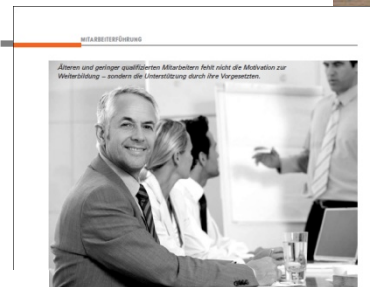 MITARBEITERFÜHRUNG
Älteren und geringer qualifizierten Mitarbeitern fehlt nicht die Motivation zur
Weiterbildung – sondern die Unterstützung durch ihre Vorgesetzten.